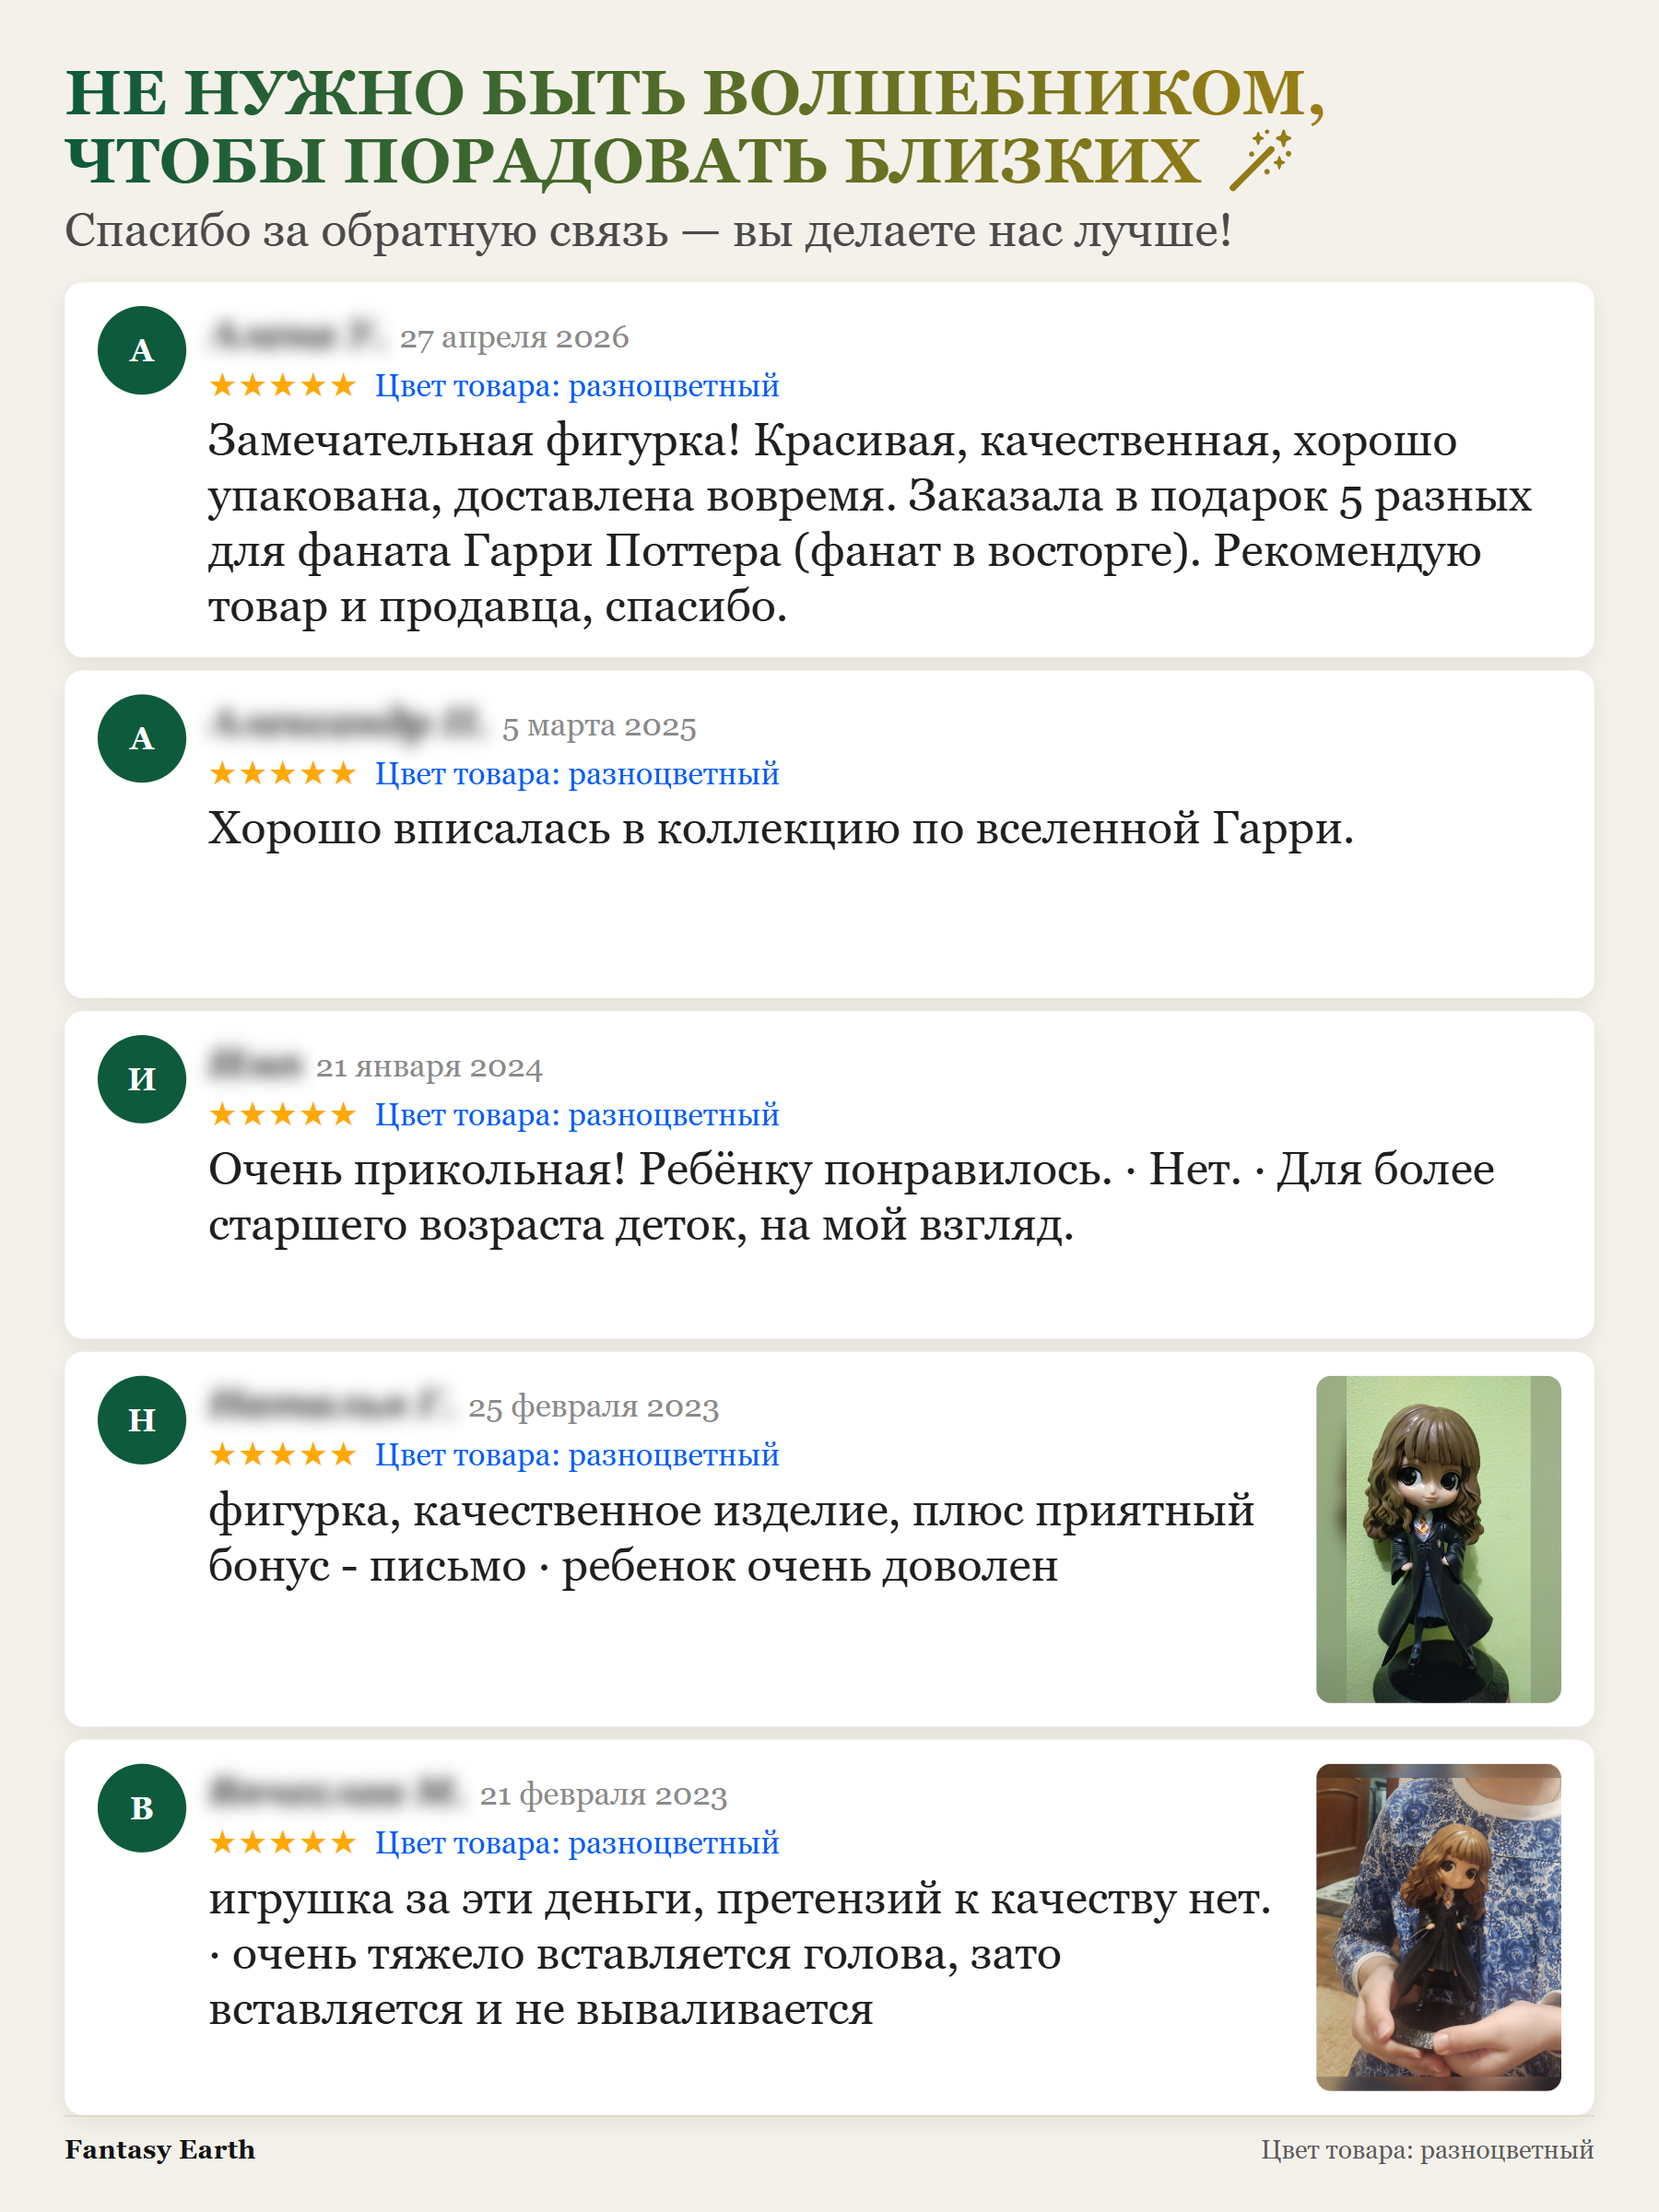 НЕ НУЖНО БЫТЬ ВОЛШЕБНИКОМ,
ЧТОБЫ ПОРАДОВАТЬ БЛИЗКИХ
Спасибо за обратную связь — вы делаете нас лучше!
А
27 апреля 2026
★★★★★ Цвет товара: разноцветный
Замечательная фигурка! Красивая, качественная, хорошо
упакована, доставлена вовремя. Заказала в подарок 5 разных
для фаната Гарри Поттера (фанат в восторге). Рекомендую
товар и продавца, спасибо.
А
5 марта 2025
★★★★★ Цвет товара: разноцветный
Хорошо вписалась в коллекцию по вселенной Гарри.
И
21 января 2024
★★★★★ Цвет товара: разноцветный
Очень прикольная! Ребёнку понравилось. · Нет. · Для более
старшего возраста деток, на мой взгляд.
Н
25 февраля 2023
★★★★★ Цвет товара: разноцветный
фигурка, качественное изделие, плюс приятный
бонус - письмо · ребенок очень доволен
В
21 февраля 2023
★★★★★ Цвет товара: разноцветный
игрушка за эти деньги, претензий к качеству нет.
· очень тяжело вставляется голова, зато
вставляется и не вываливается
Fantasy Earth
Цвет товара: разноцветный